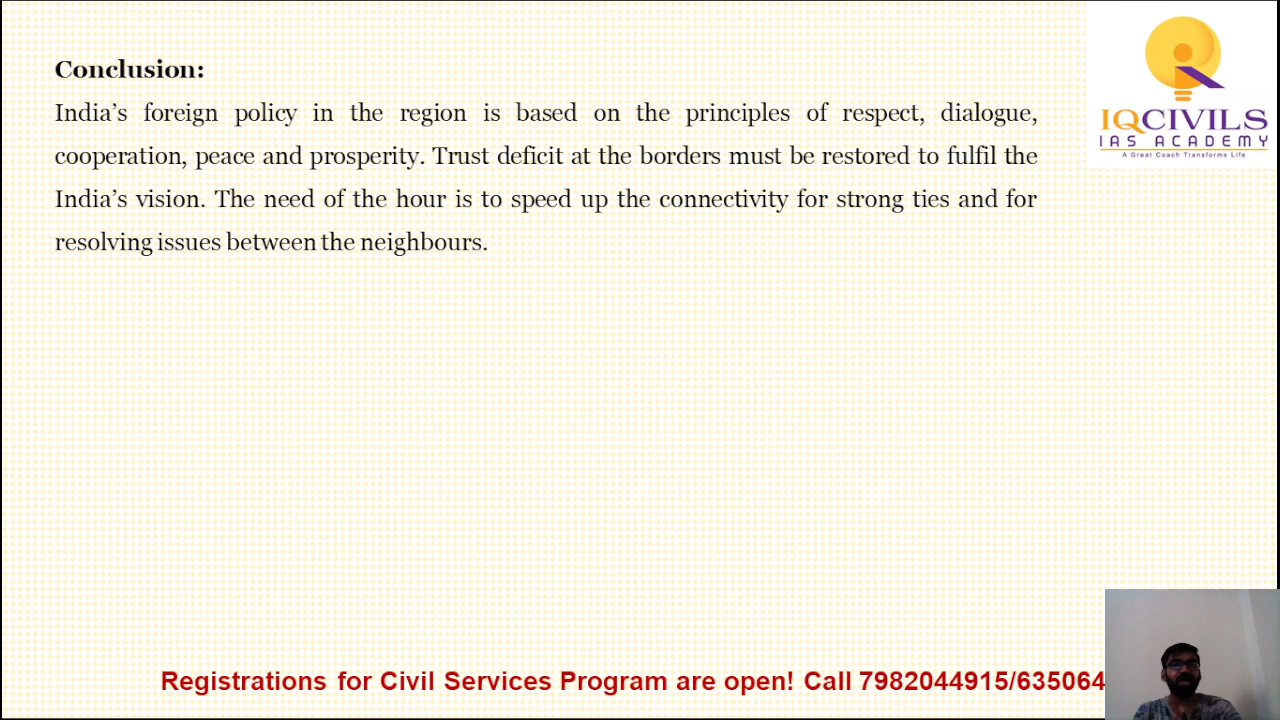 Conclusion:
India’s foreign policy in the region is based on the principles of respect, dialogue,
cooperation, peace and prosperity. Trust deficit at the borders must be restored to fulfil the
India’s vision. The need of the hour is to speed up the connectivity for strong ties and for
resolving issues between the neighbours.
IQCIVILS
IAS ACADEMY
A Great Coach Transforms Life
Registrations for Civil Services Program are open! Call 7982044915/635064